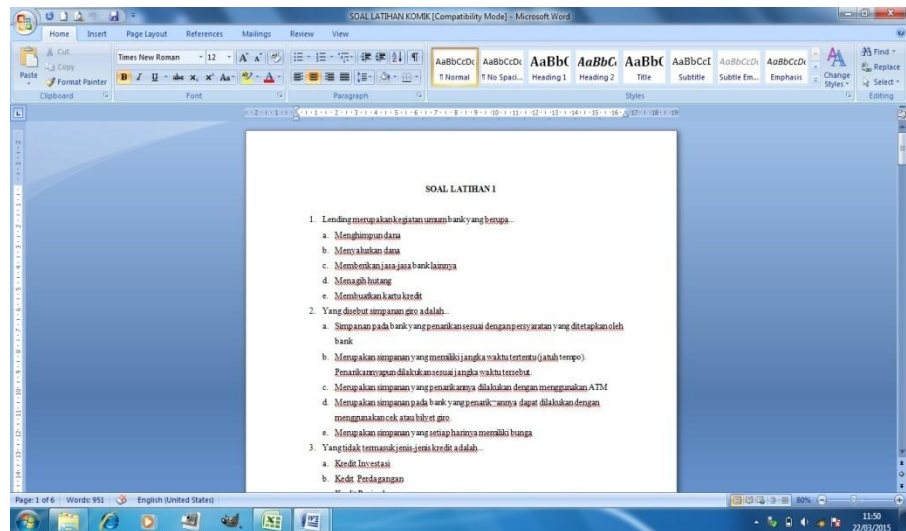 SOAL LATIHAN KOMIK [Compatibility Mode] - Microsoft Word
Home Insert Page Layout References Mailings Review View
Paste
Cut
Copy
Format Painter
Clipboard
Times New Roman 12
Font
Paragraph
AaBbCcDc AaBbCcDc AaBbC AaBbC AaBbC AaBbCcI AaBbCcDc AaBbCcDc
¶ Normal ¶ No Spaci... Heading 1 Heading 2 Title Subtitle Subtle Em... Emphasis
Change Styles
Styles
Find
Replace
Select
Editing
SOAL LATIHAN 1
1. Lending merupakan kegiatan umum bank yang berupa...
a. Menghimpun dana
b. Menyalurkan dana
c. Memberikan jasa-jasa bank lainnya
d. Menagih hutang
e. Membuatkan kartu kredit
2. Yang disebut simpanan giro adalah...
a. Simpanan pada bank yang penarikan sesuai dengan persyaratan yang ditetapkan oleh
bank
b. Merupakan simpanan yang memiliki jangka waktu tertentu (jatuh tempo).
Penarikannyapun dilakukan sesuai jangka waktu tersebut.
c. Merupakan simpanan yang penarikannya dilakukan dengan menggunakan ATM
d. Merupakan simpanan pada bank yang penarik¬annya dapat dilakukan dengan
menggunakan cek atau bilyet giro.
e. Merupakan simpanan yang setiap harinya memiliki bunga
3. Yang tidak termasuk jenis-jenis kredit adalah...
a. Kredit Investasi
b. Kedit Perdagangan
Page: 1 of 6 Words: 951 English (United States) 80%
11:50
22/03/2015